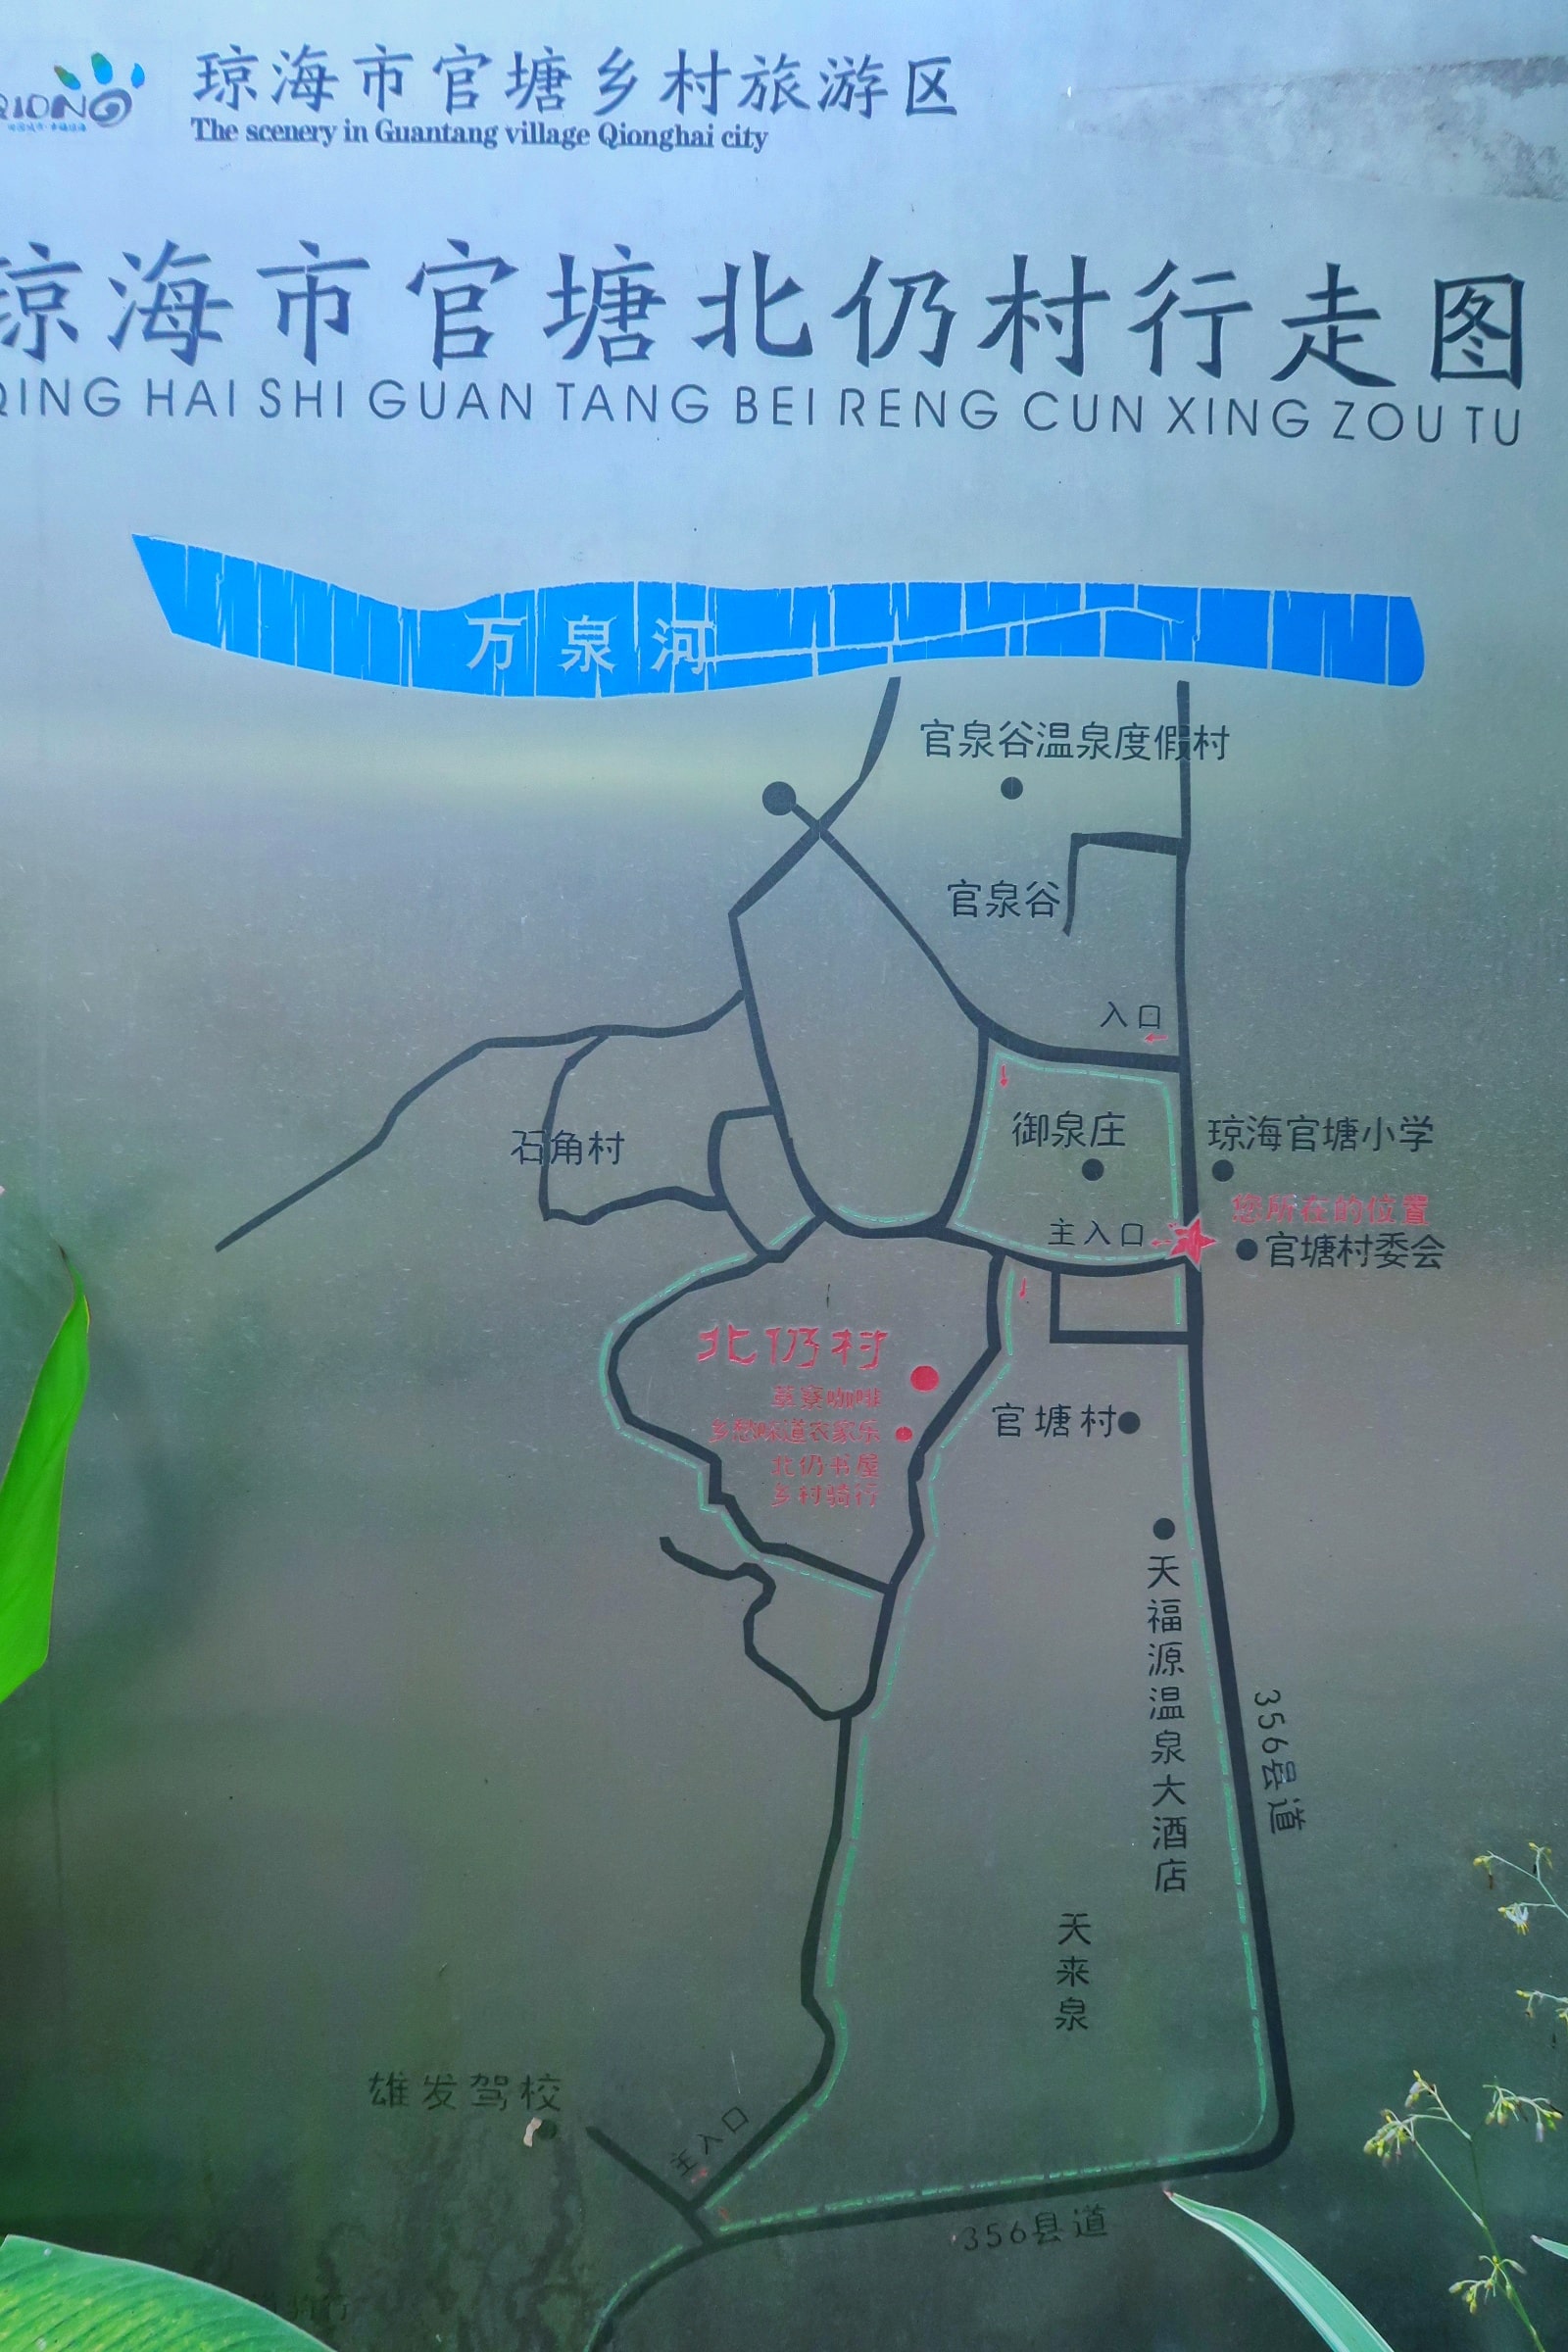 琼海市官塘乡村旅游区
The scenery in Guantang village Qionghai city
琼海市官塘北仍村行走图
QING HAI SHI GUAN TANG BEI RENG CUN XING ZOU TU
万泉河
官泉谷温泉度假村
官泉谷
入口
御泉庄
琼海官塘小学
石角村
您所在的位置
主入口
官塘村委会
北仍村
草寮咖啡
乡愁味道农家乐
官塘村
北仍书屋
乡村骑行
天福源温泉大酒店
356县道
天来泉
雄发驾校
主入口
356县道